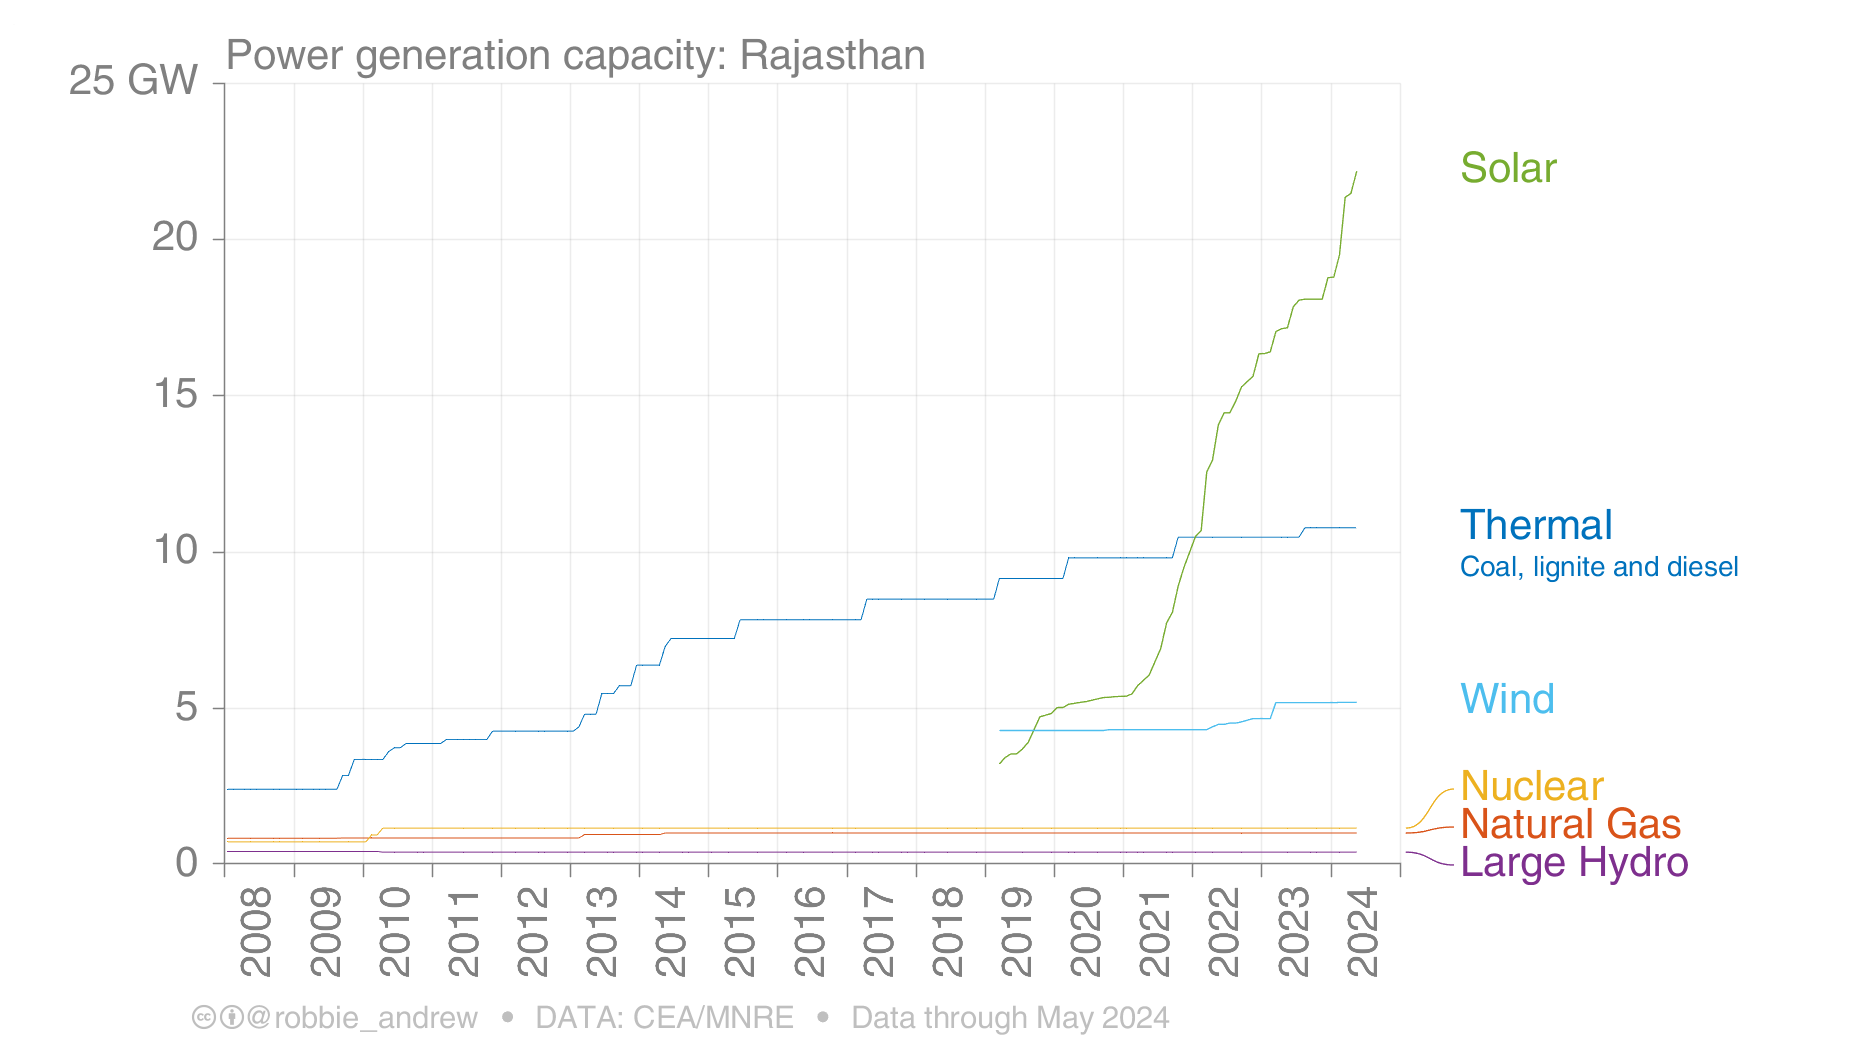 Power generation capacity: Rajasthan
25 GW
20
15
10
5
0
Solar
Thermal
Coal, lignite and diesel
Wind
Nuclear
Natural Gas
Large Hydro
2008 2009 2010 2011 2012 2013 2014 2015 2016 2017 2018 2019 2020 2021 2022 2023 2024
cc @robbie_andrew • DATA: CEA/MNRE • Data through May 2024